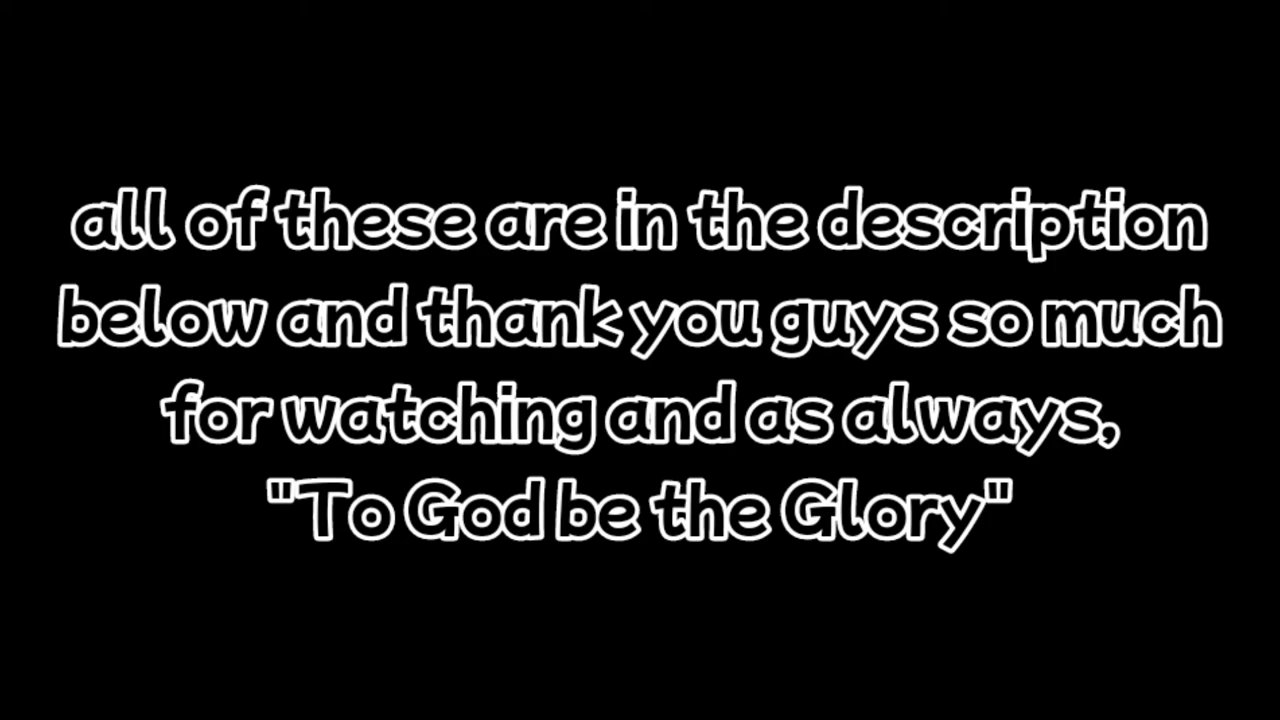 all of these are in the description
below and thank you guys so much
for watching and as always,
"To God be the Glory"